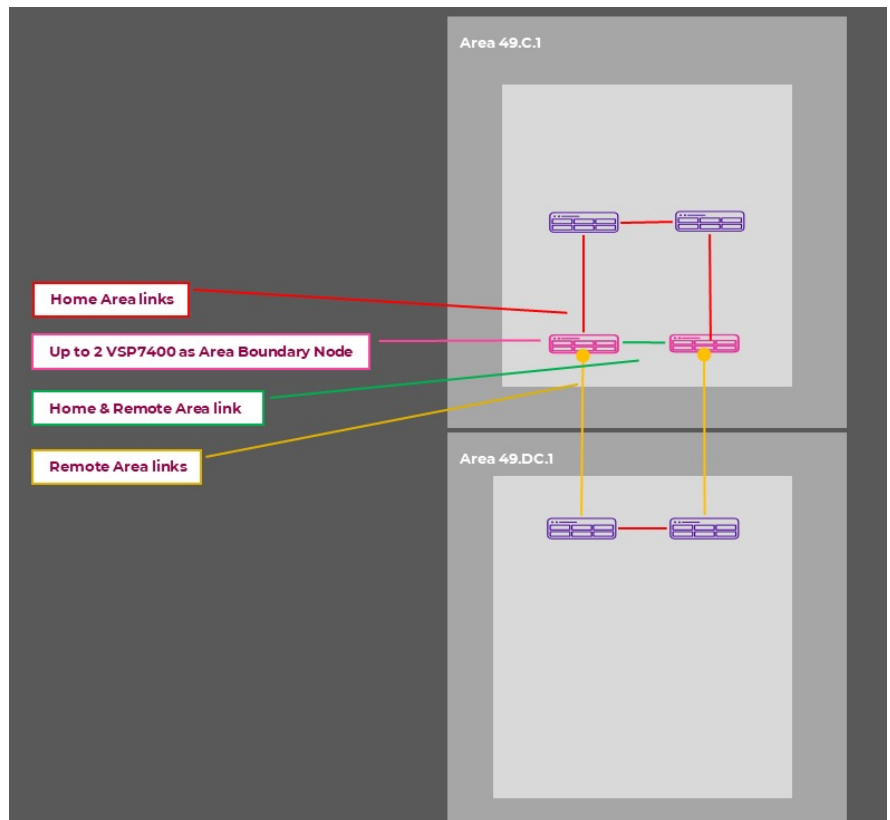 Area 49.C.1
Home Area links
Up to 2 VSP7400 as Area Boundary Node
Home & Remote Area link
Remote Area links
Area 49.DC.1